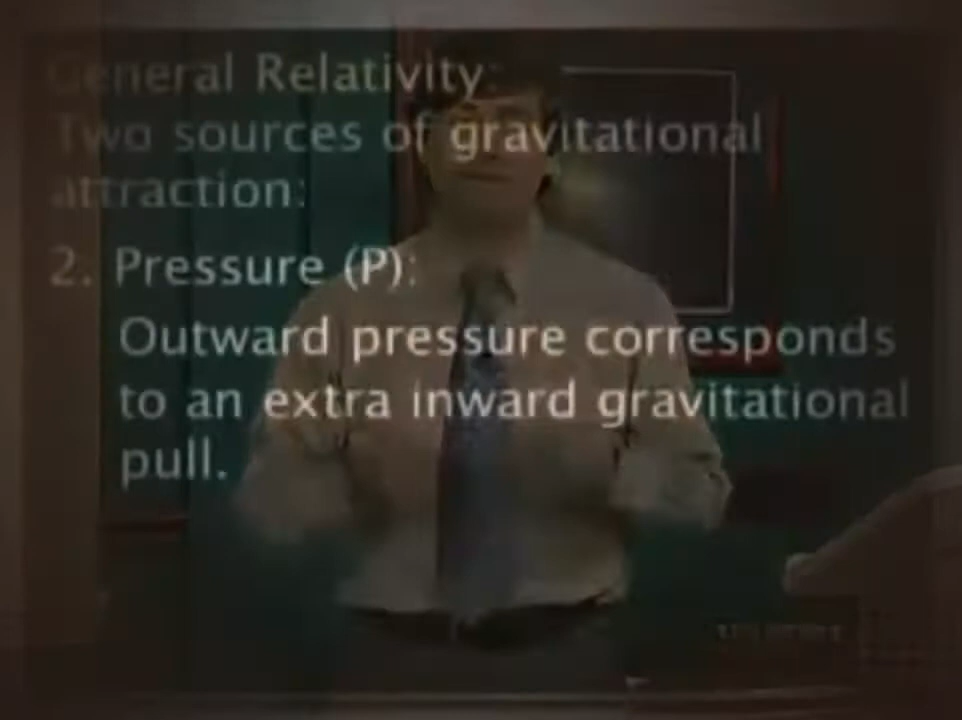 General Relativity:
Two sources of gravitational
attraction:
2. Pressure (P):
Outward pressure corresponds
to an extra inward gravitational
pull.